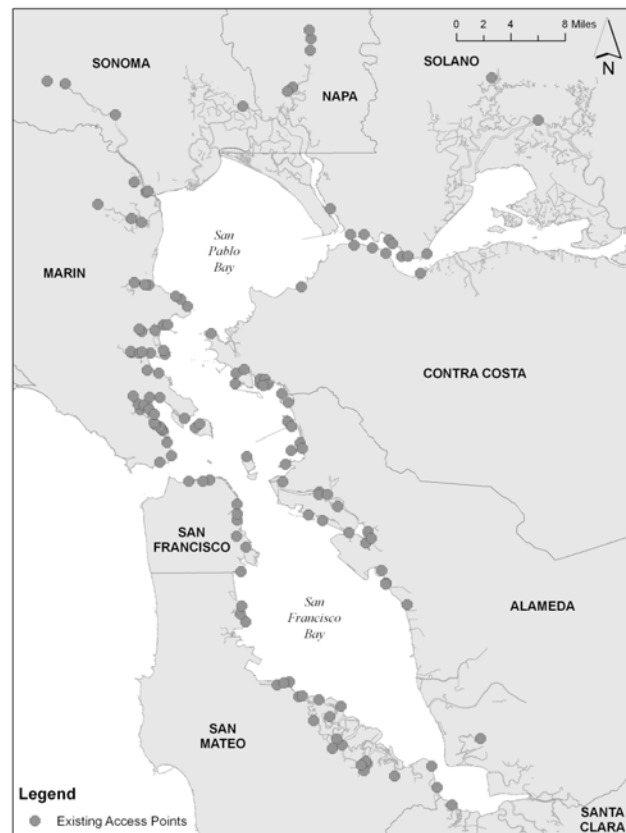 0 2 4 8 Miles
N
SONOMA
SOLANO
NAPA
San
Pablo
Bay
MARIN
CONTRA COSTA
SAN
FRANCISCO
San
Francisco
Bay
ALAMEDA
SAN
MATEO
Legend
Existing Access Points
SANTA
CLARA